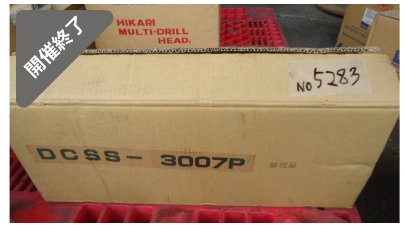 開催終了
HIKARI
MULTI-DRILL
HEAD.
NO 5283
DCSS- 3007P